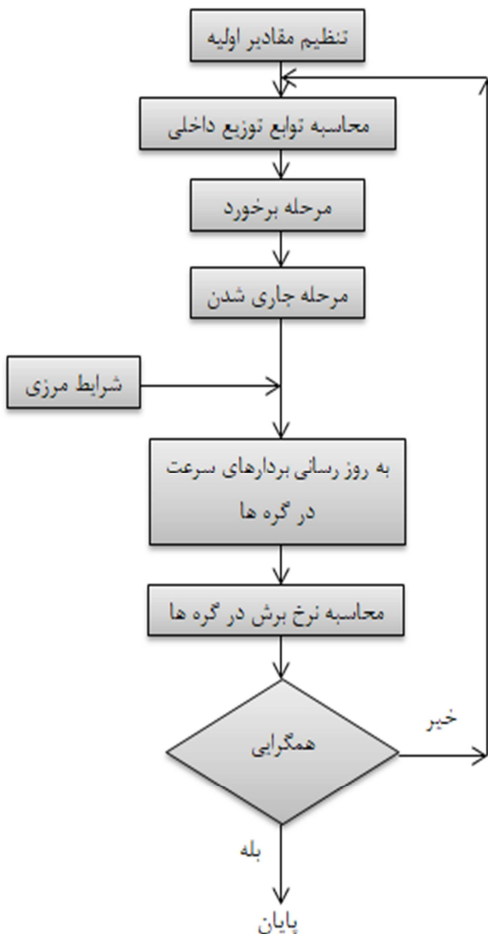 تنظیم مقادیر اولیه
محاسبه توابع توزیع داخلی
مرحله برخورد
مرحله جاری شدن
شرایط مرزی
به روز رسانی بردارهای سرعت
در گره ها
محاسبه نرخ برش در گره ها
همگرایی
خیر
بله
پایان